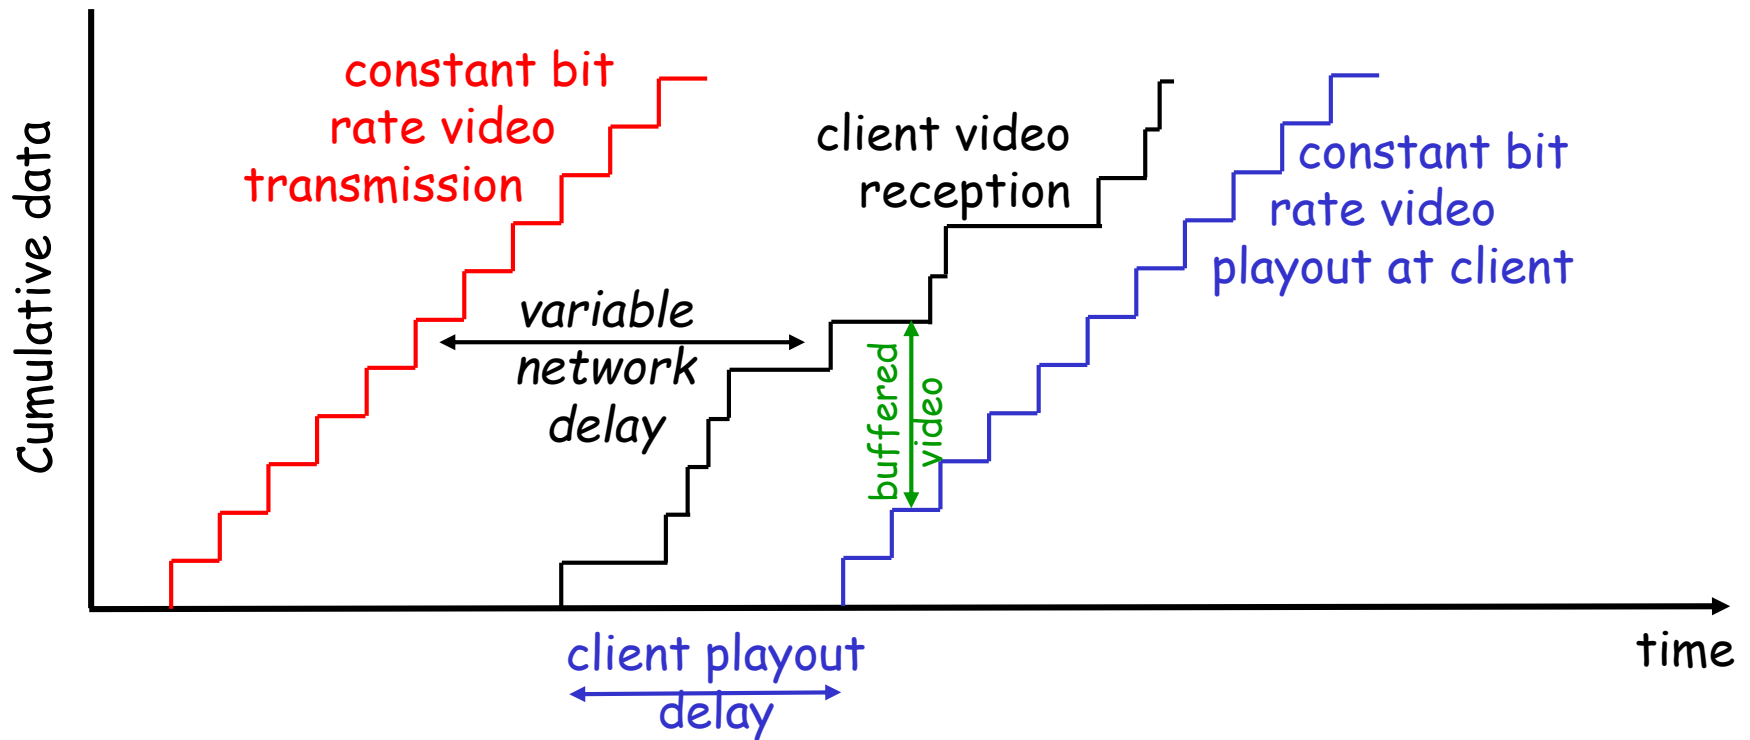 constant bit
rate video
transmission
client video
reception
constant bit
rate video
playout at client
Cumulative data
variable
network
delay
buffered
video
client playout
delay
time